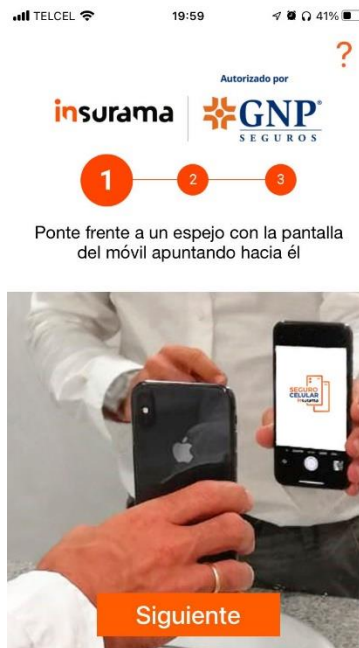 TELCEL 19:59 41%
?
Autorizado por
insurama GNP
SEGUROS
1 2 3
Ponte frente a un espejo con la pantalla
del móvil apuntando hacia él
SEGURO
CELULAR
insurama
Siguiente